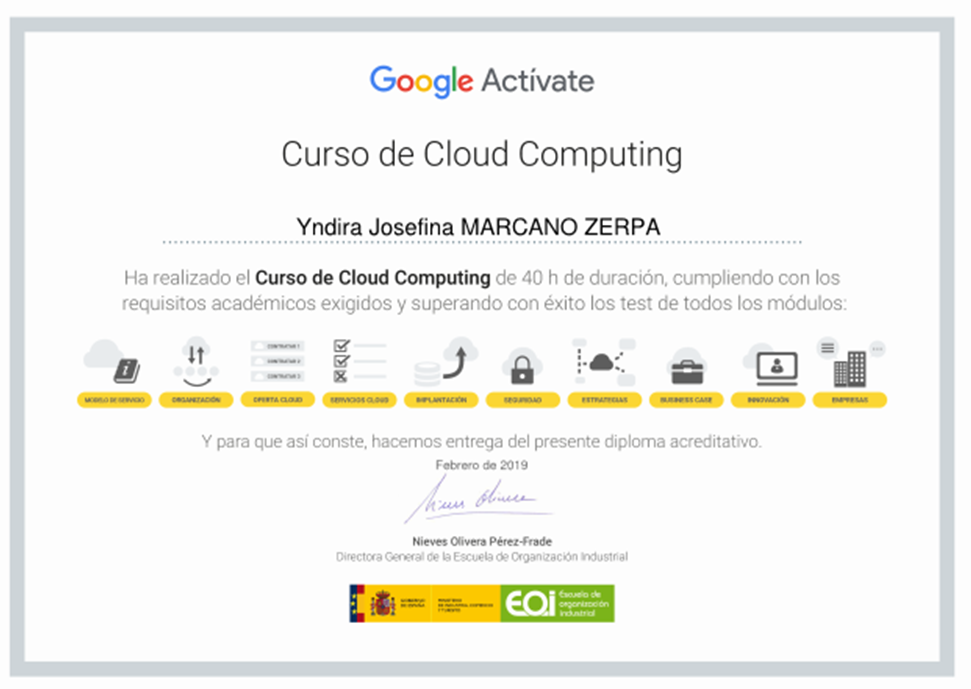 Google Actívate
Curso de Cloud Computing
Yndira Josefina MARCANO ZERPA
Ha realizado el Curso de Cloud Computing de 40 h de duración, cumpliendo con los
requisitos académicos exigidos y superando con éxito los test de todos los módulos:
CONTRATAR 1
CONTRATAR 2
CONTRATAR 3
MODELO DE SERVICIO ORGANIZACIÓN OFERTA CLOUD SERVICIOS CLOUD IMPLANTACIÓN SEGURIDAD ESTRATEGIAS BUSINESS CASE INNOVACIÓN EMPRESAS
Y para que así conste, hacemos entrega del presente diploma acreditativo.
Febrero de 2019
Nieves Olivera Pérez-Frade
Directora General de la Escuela de Organización Industrial
GOBIERNO
DE ESPAÑA
MINISTERIO
DE INDUSTRIA, COMERCIO
Y TURISMO
EOi
Escuela de
organización
industrial